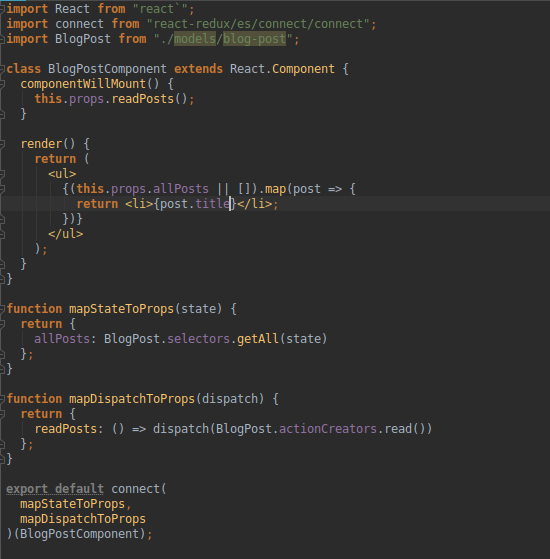 import React from "react`";
import connect from "react-redux/es/connect/connect";
import BlogPost from "./models/blog-post";
class BlogPostComponent extends React.Component {
componentWillMount() {
this.props.readPosts();
}
render() {
return (
<ul>
{(this.props.allPosts || []).map(post => {
return <li>{post.title}</li>;
})}
</ul>
);
}
}
function mapStateToProps(state) {
return {
allPosts: BlogPost.selectors.getAll(state)
};
}
function mapDispatchToProps(dispatch) {
return {
readPosts: () => dispatch(BlogPost.actionCreators.read())
};
}
export default connect(
mapStateToProps,
mapDispatchToProps
)(BlogPostComponent);